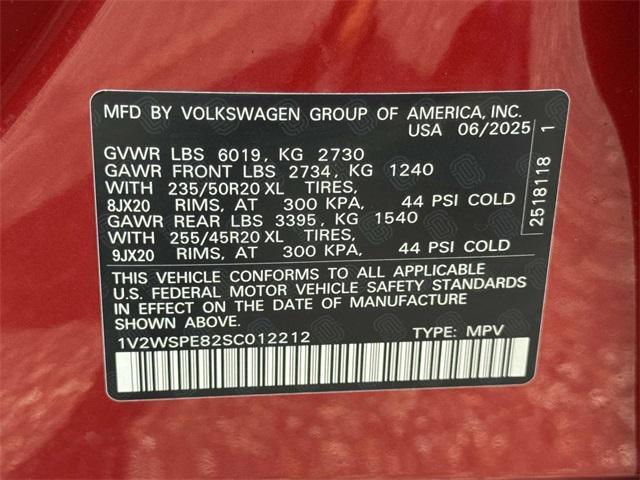 MFD BY VOLKSWAGEN GROUP OF AMERICA, INC.
USA 06/2025
GVWR LBS 6019, KG 2730
GAWR FRONT LBS 2734, KG 1240
WITH 235/50R20 XL TIRES,
8JX20 RIMS, AT 300 KPA, 44 PSI COLD
GAWR REAR LBS 3395, KG 1540
WITH 255/45R20 XL TIRES,
9JX20 RIMS, AT 300 KPA, 44 PSI COLD
THIS VEHICLE CONFORMS TO ALL APPLICABLE
U.S. FEDERAL MOTOR VEHICLE SAFETY STANDARDS
IN EFFECT ON THE DATE OF MANUFACTURE
SHOWN ABOVE.
1V2WSPE82SC012212 TYPE: MPV
2518118 1